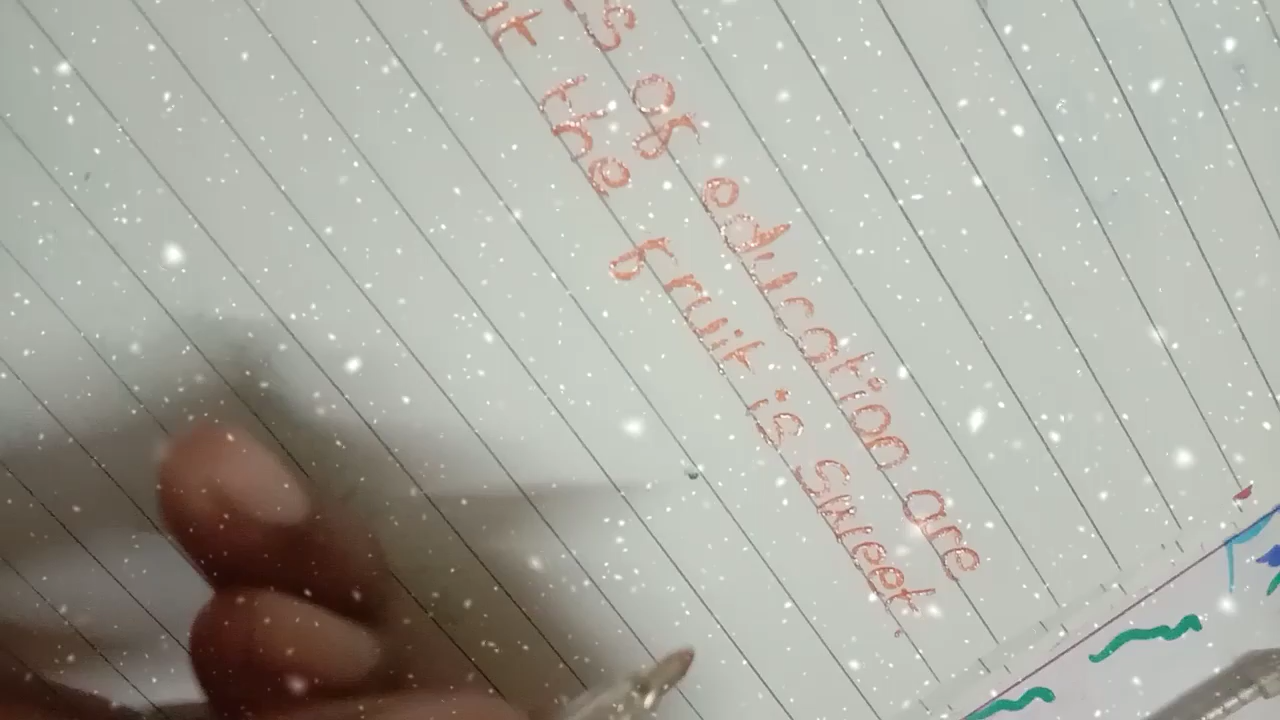 of education are
the fruit is sweet